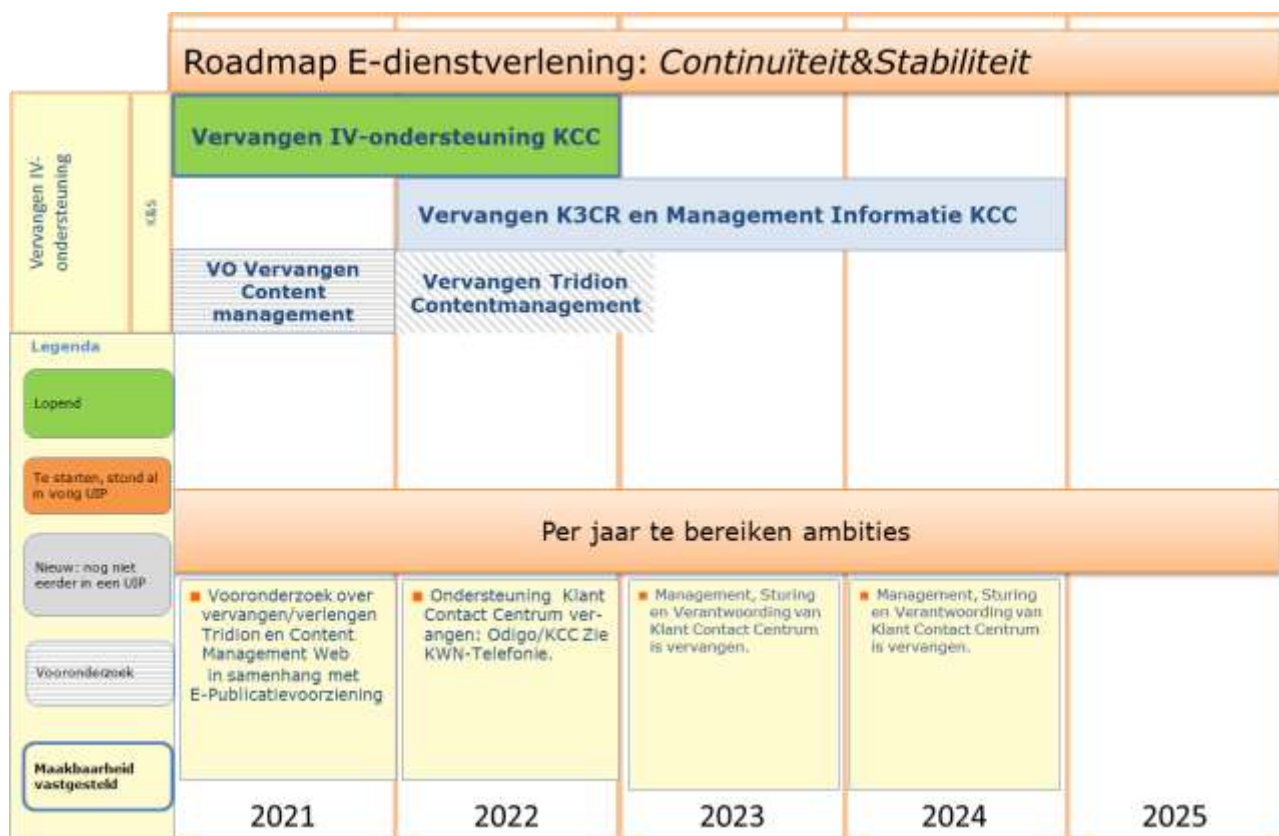 Roadmap E-dienstverlening: Continuïteit&Stabiliteit
Vervangen IV-
ondersteuning
K&S
Vervangen IV-ondersteuning KCC
Vervangen K3CR en Management Informatie KCC
VO Vervangen
Content
management
Vervangen Tridion
Contentmanagement
Legenda
Lopend
Te starten, stond al
in vorig UIP
Nieuw: nog niet
eerder in een UIP
Vooronderzoek
Maakbaarheid
vastgesteld
Per jaar te bereiken ambities
Vooronderzoek over
vervangen/verlengen
Tridion en Content
Management Web
in samenhang met
E-Publicatievoorziening
Ondersteuning Klant
Contact Centrum ver-
angen: Odigo/KCC Zie
KWN-Telefonie.
Management, Sturing
en Verantwoording van
Klant Contact Centrum
is vervangen.
Management, Sturing
en Verantwoording van
Klant Contact Centrum
is vervangen.
2021
2022
2023
2024
2025